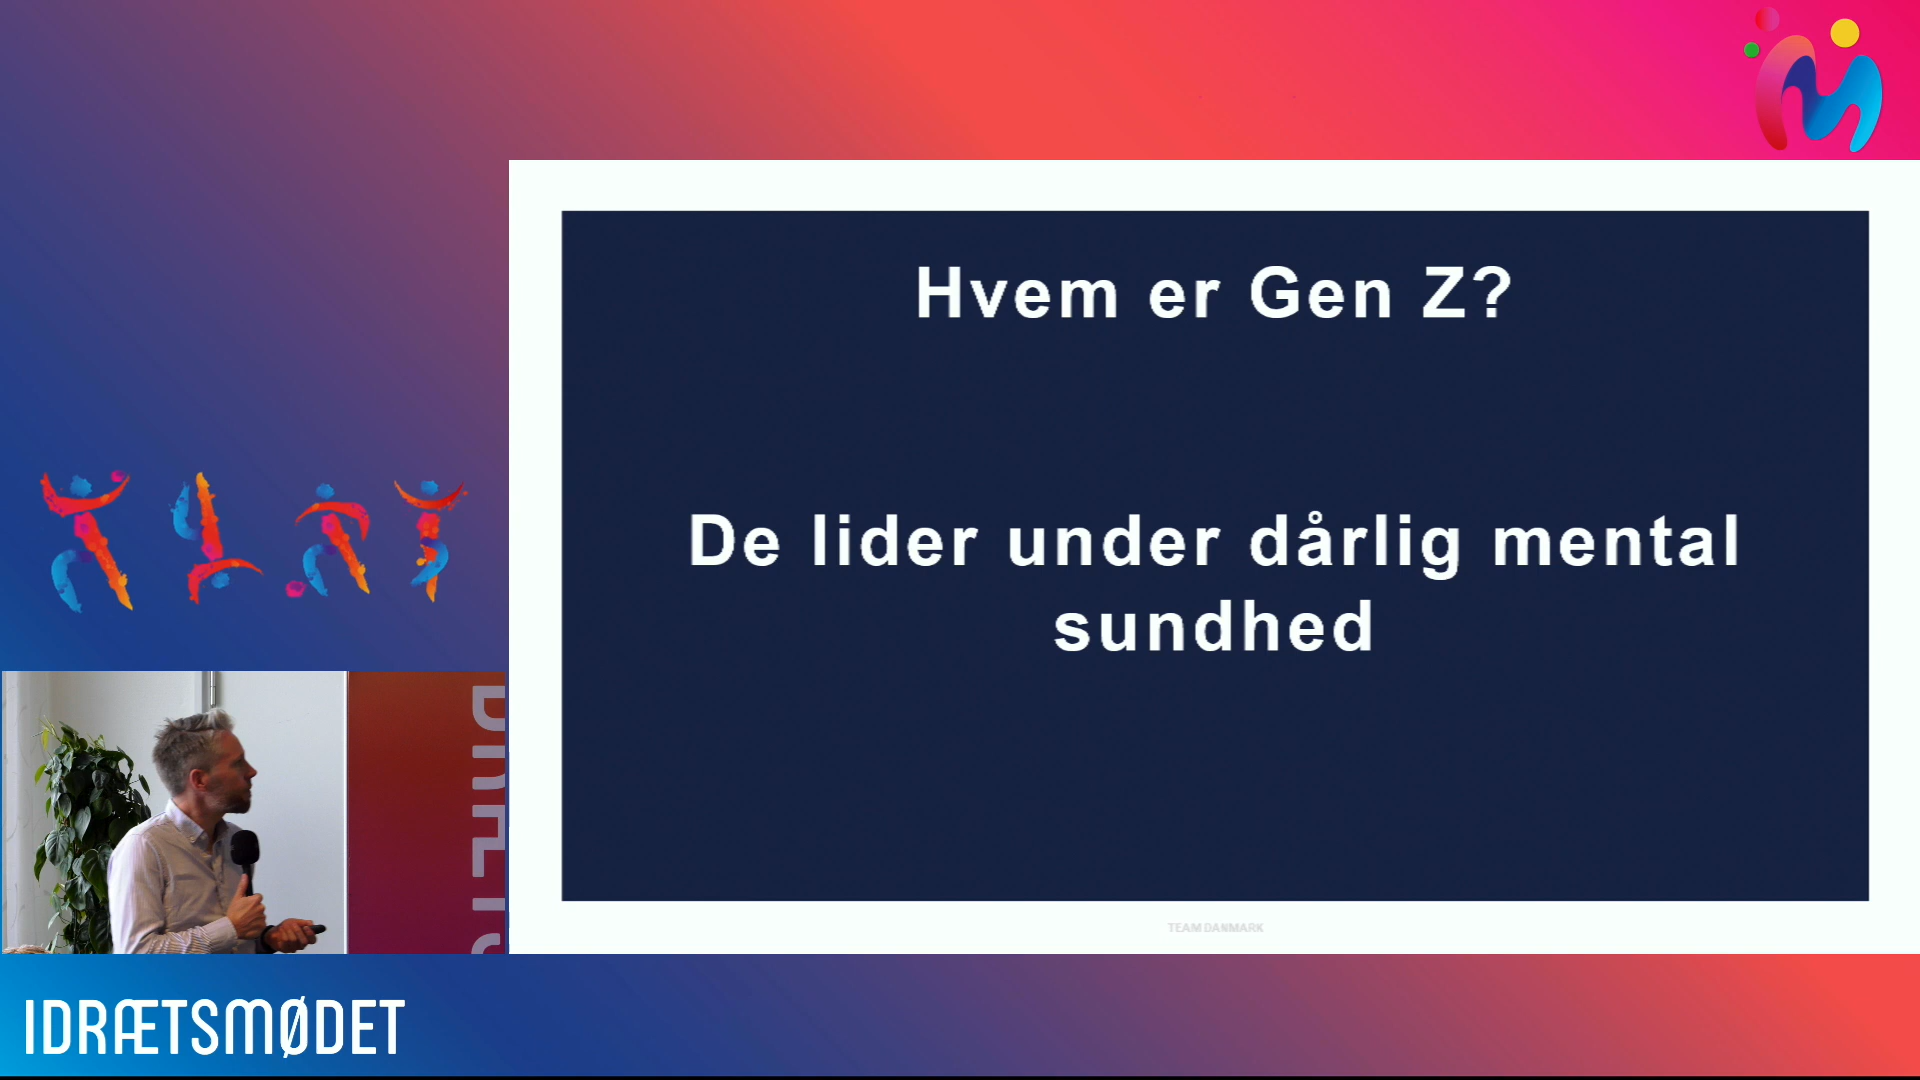 Hvem er Gen Z?
De lider under dårlig mental
sundhed
TEAM DANMARK
IDRÆTSMØDET